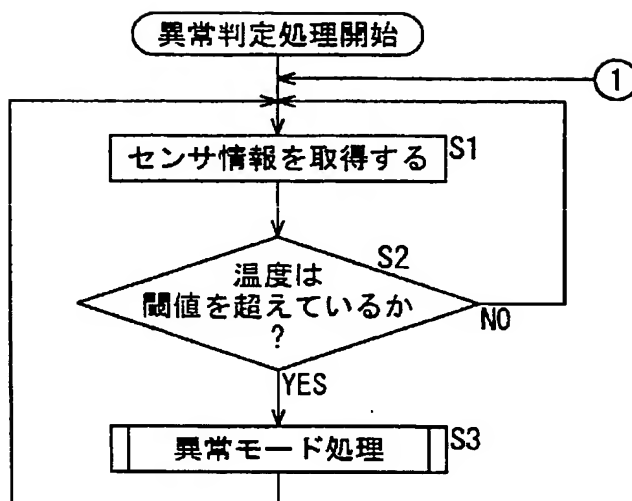 異常判定処理開始
1
センサ情報を取得する
S1
S2
温度は
閾値を超えているか
?
NO
YES
異常モード処理
S3